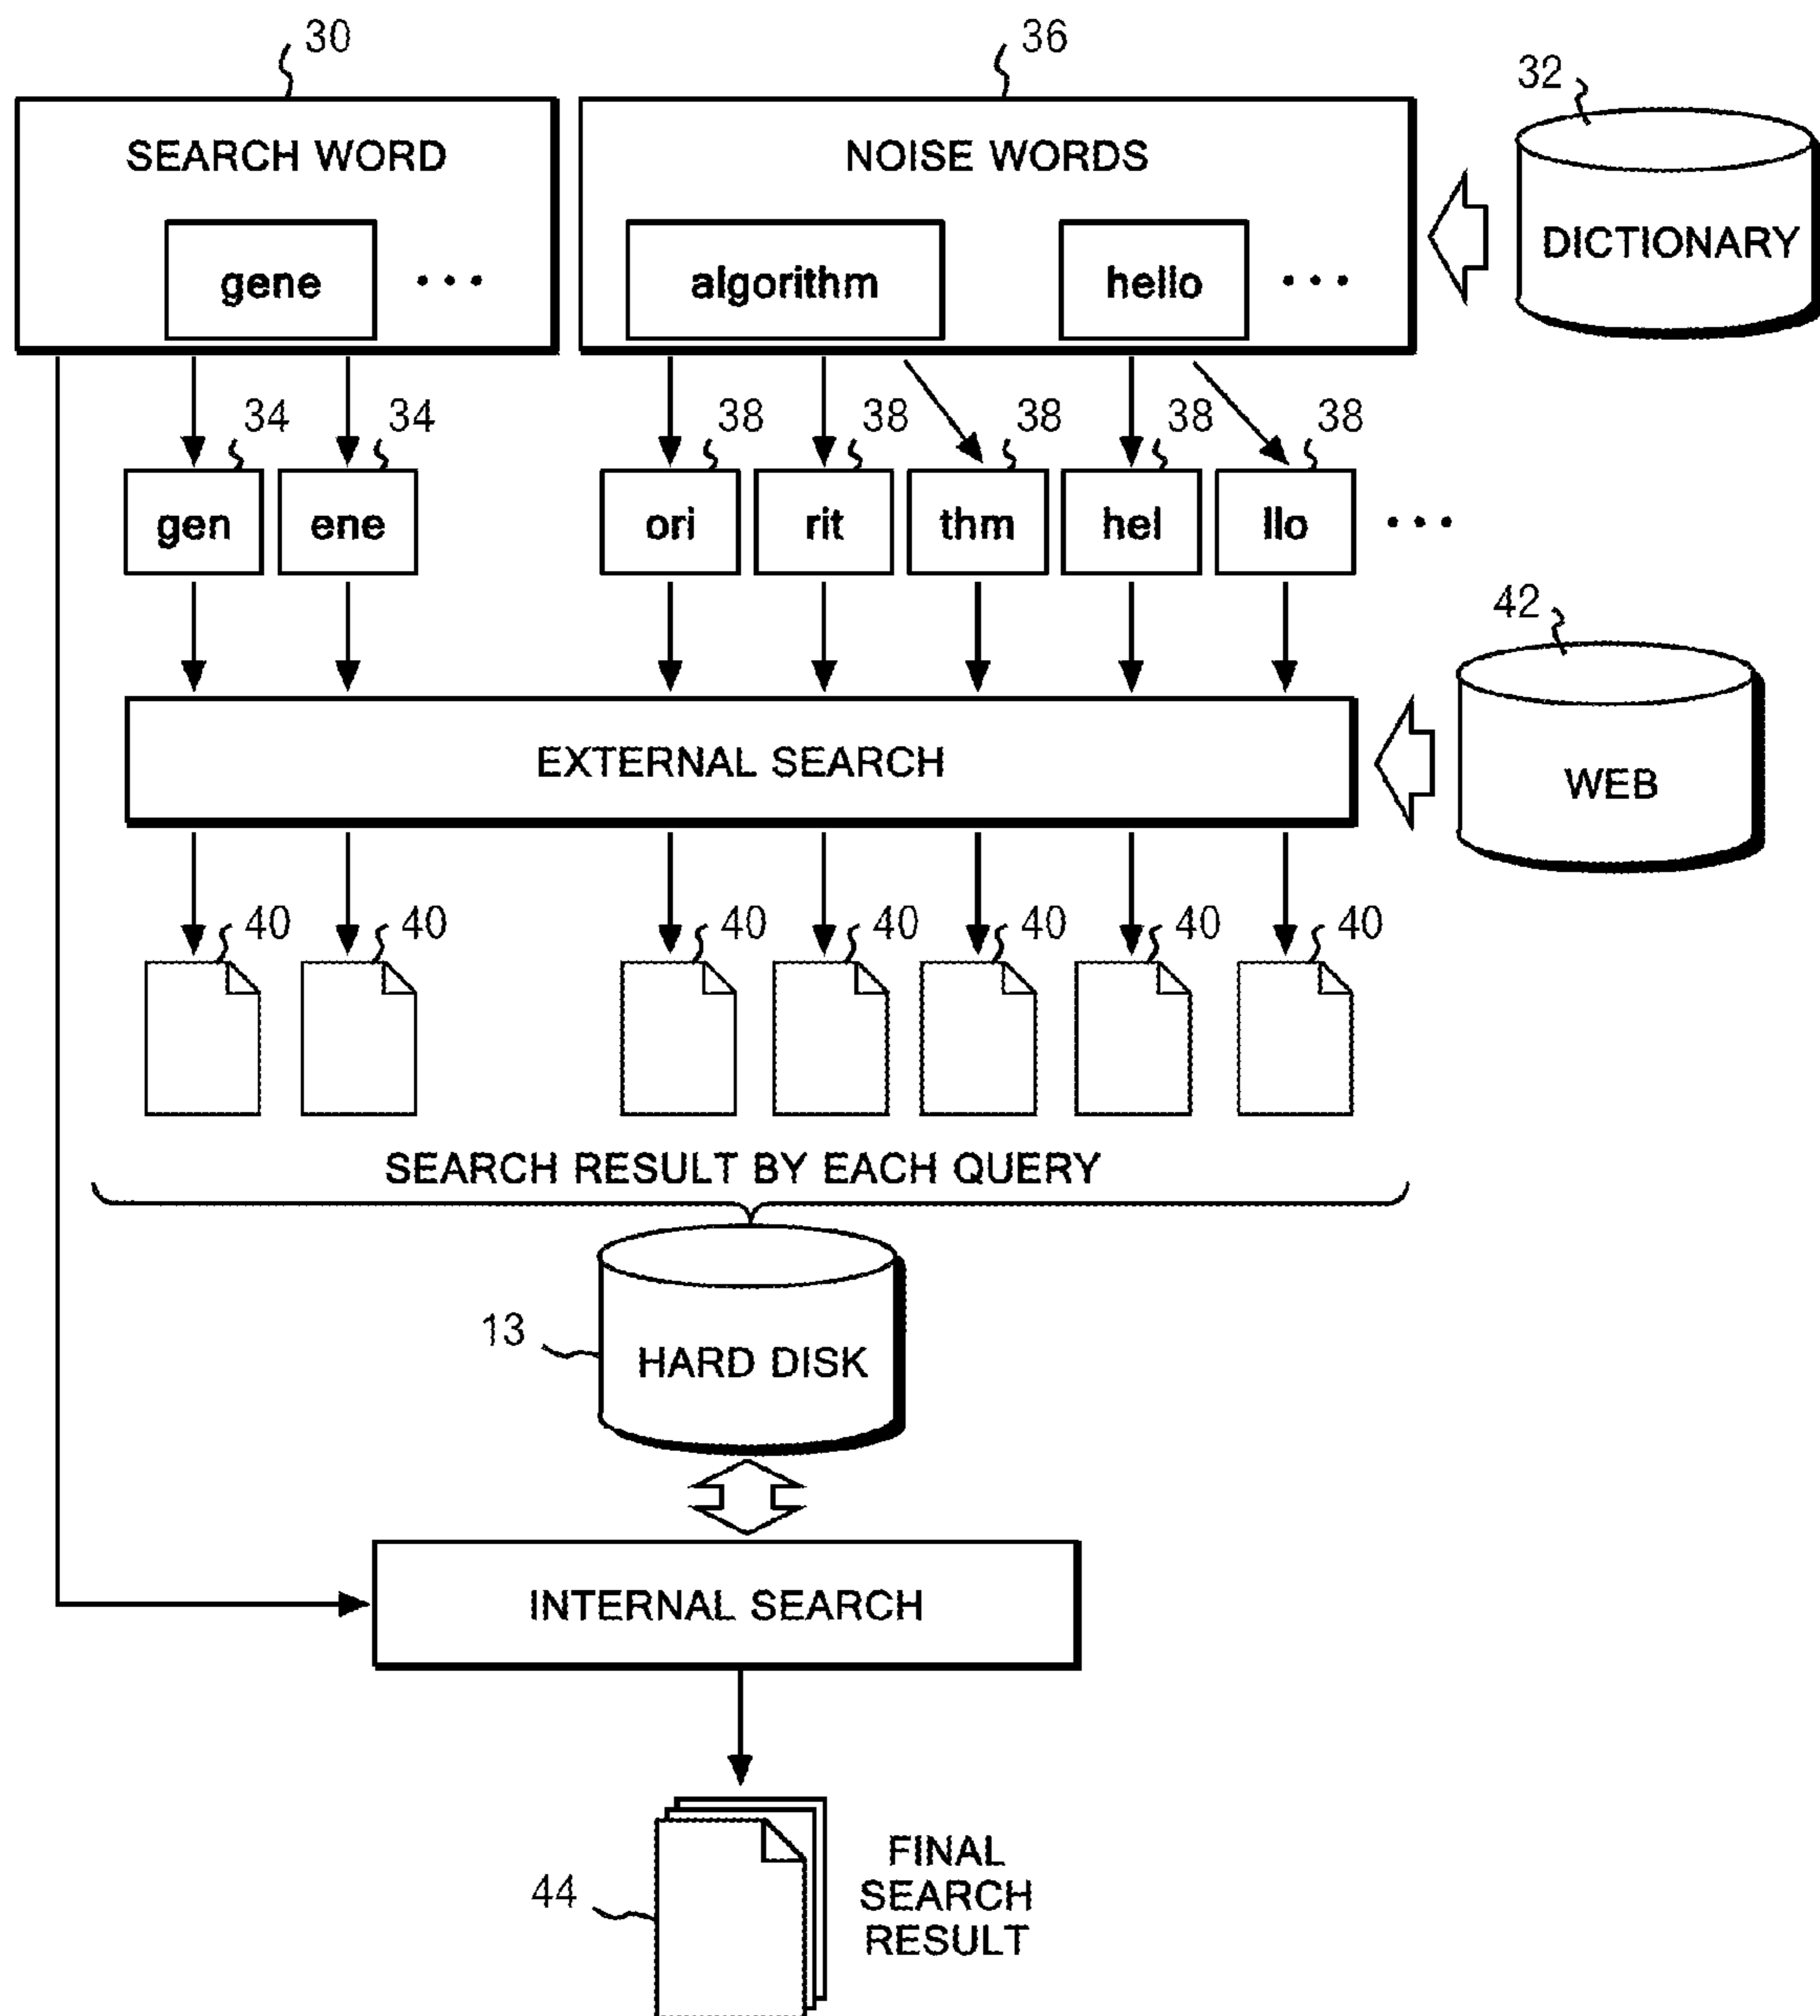 30
36
32
SEARCH WORD
NOISE WORDS
gene ...
algorithm
hello ...
DICTIONARY
34
34
38
38
38
38
38
gen
ene
ori
rit
thm
hel
llo
...
42
EXTERNAL SEARCH
WEB
40
40
40
40
40
40
40
SEARCH RESULT BY EACH QUERY
13
HARD DISK
INTERNAL SEARCH
44
FINAL
SEARCH
RESULT